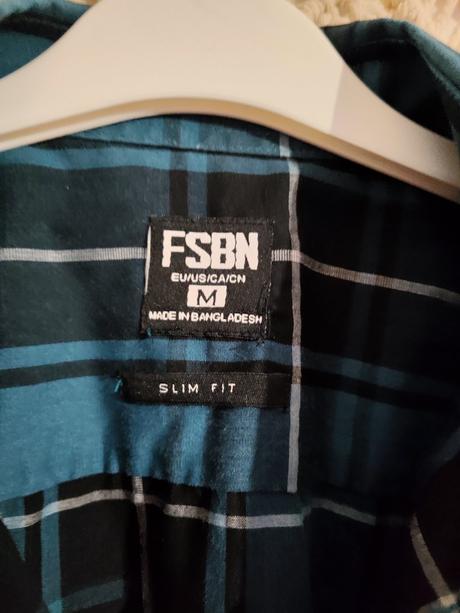 FSBN
EU/US/CA/CN
M
MADE IN BANGLADESH
SLIM FIT